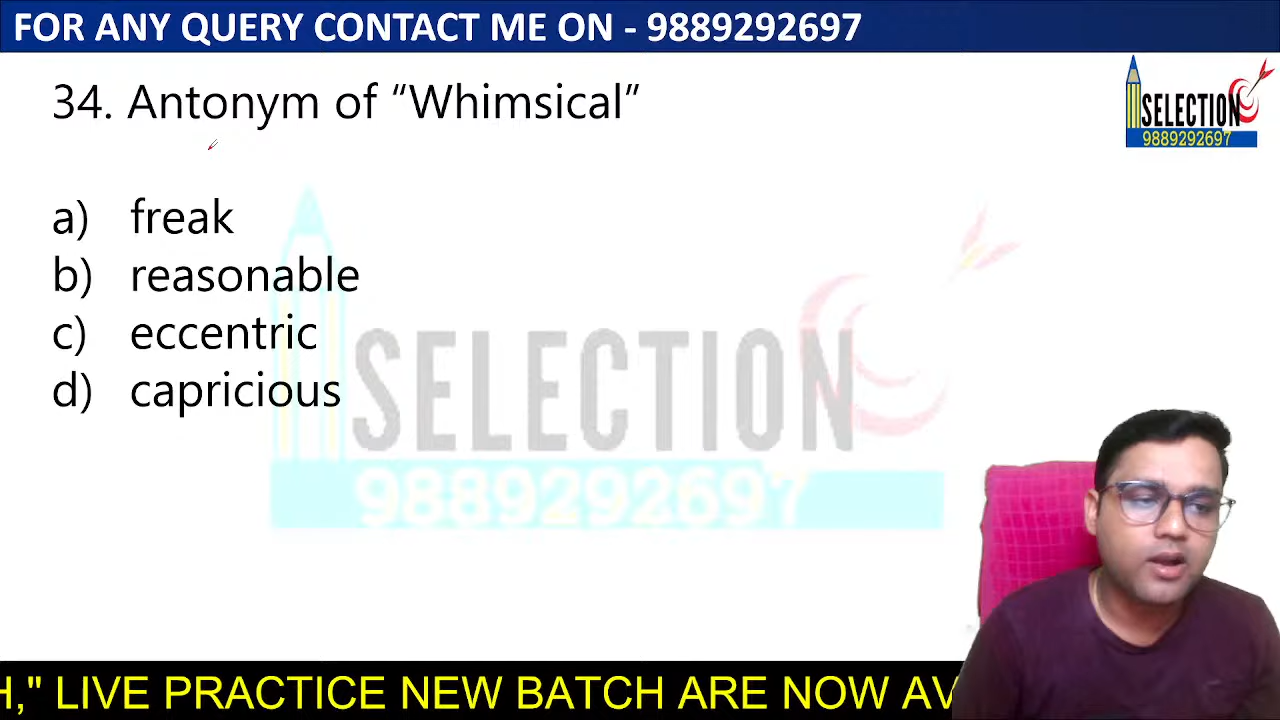 FOR ANY QUERY CONTACT ME ON - 9889292697
34. Antonym of “Whimsical”
SELECTION
9889292697
a) freak
b) reasonable
c) eccentric
d) capricious
SELECTION
9889292697
H," LIVE PRACTICE NEW BATCH ARE NOW AV